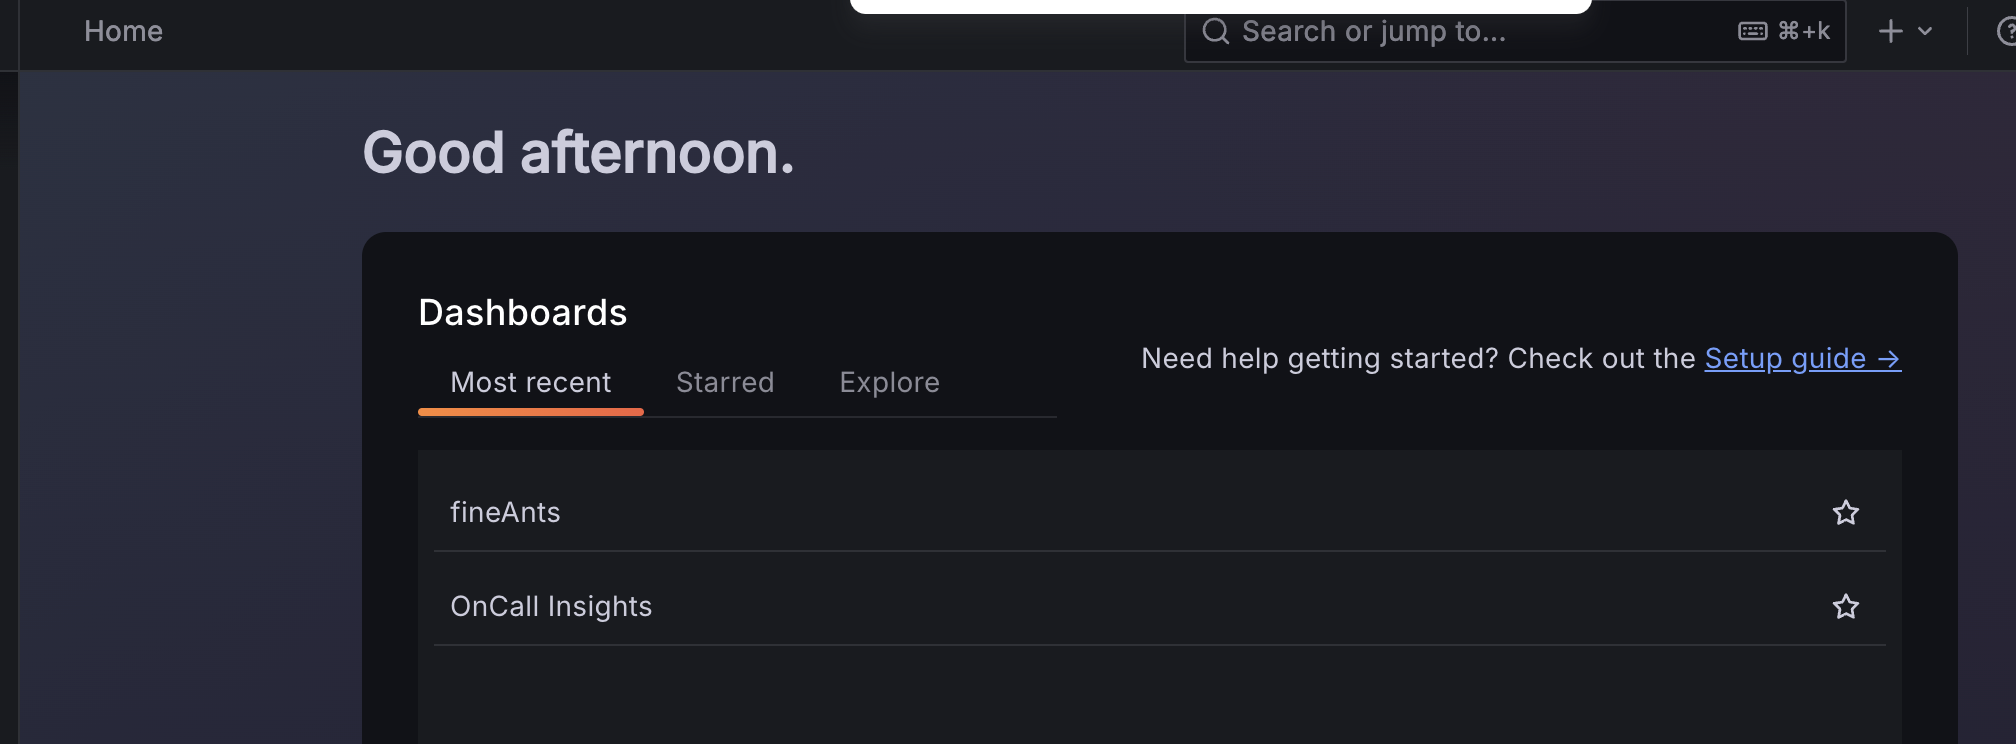 Home
Search or jump to...
⌘+k
Good afternoon.
Dashboards
Need help getting started? Check out the Setup guide →
Most recent
Starred
Explore
fineAnts
OnCall Insights